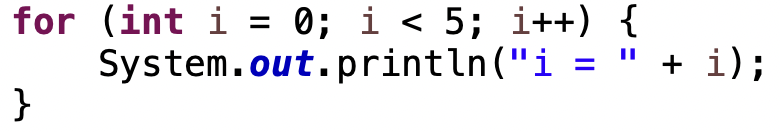 for (int i = 0; i < 5; i++) {
    System.out.println("i = " + i);
}